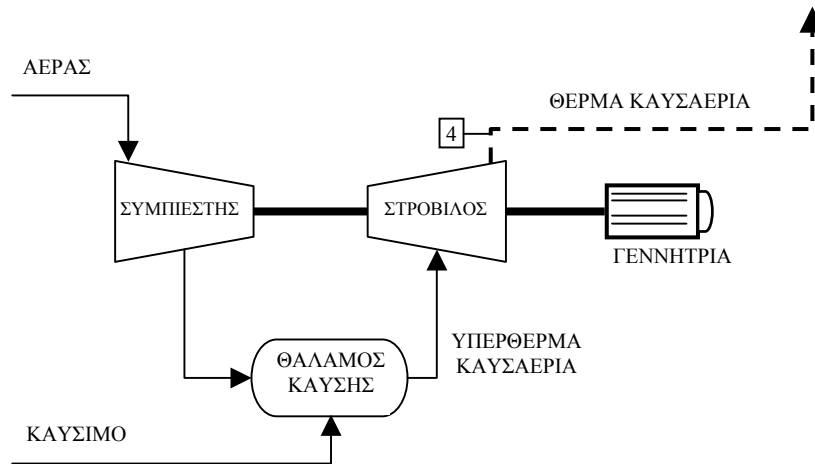 ΑΕΡΑΣ
ΘΕΡΜΑ ΚΑΥΣΑΕΡΙΑ
4
ΣΥΜΠΙΕΣΤΗΣ
ΣΤΡΟΒΙΛΟΣ
ΓΕΝΝΗΤΡΙΑ
ΥΠΕΡΘΕΡΜΑ
ΚΑΥΣΑΕΡΙΑ
ΘΑΛΑΜΟΣ
ΚΑΥΣΗΣ
ΚΑΥΣΙΜΟ